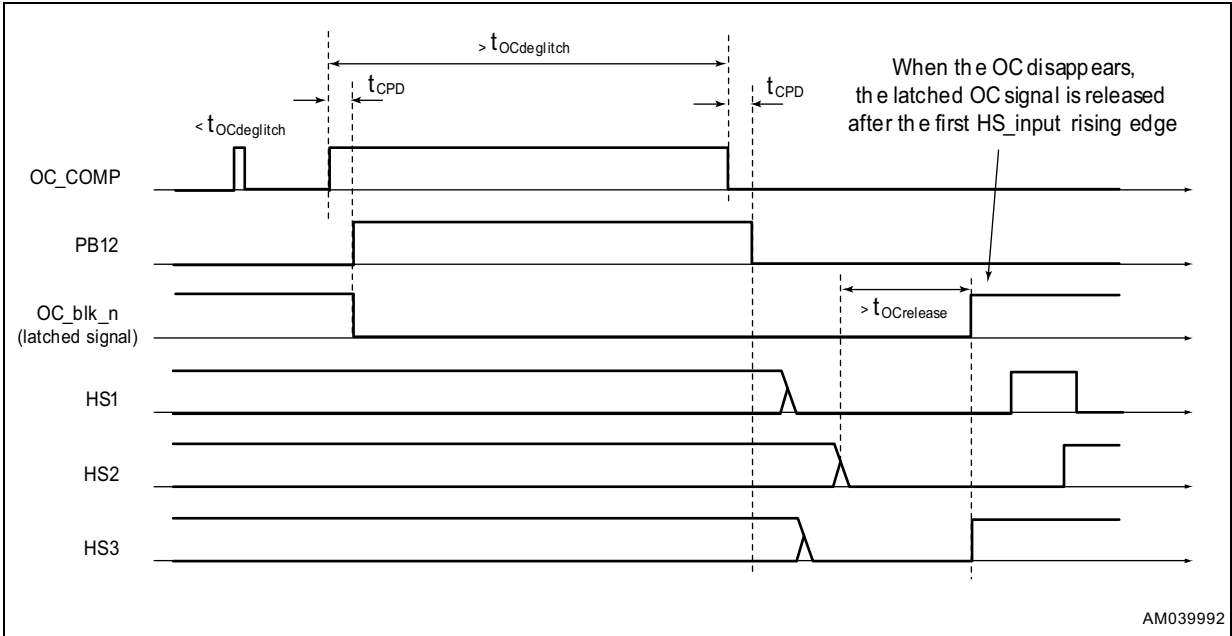 > tOCdeglitch
tCPD
tCPD
When the OC disappears,
the latched OC signal is released
after the first HS_input rising edge
< tOCdeglitch
OC_COMP
PB12
OC_blk_n
(latched signal)
> tOCrelease
HS1
HS2
HS3
AM039992